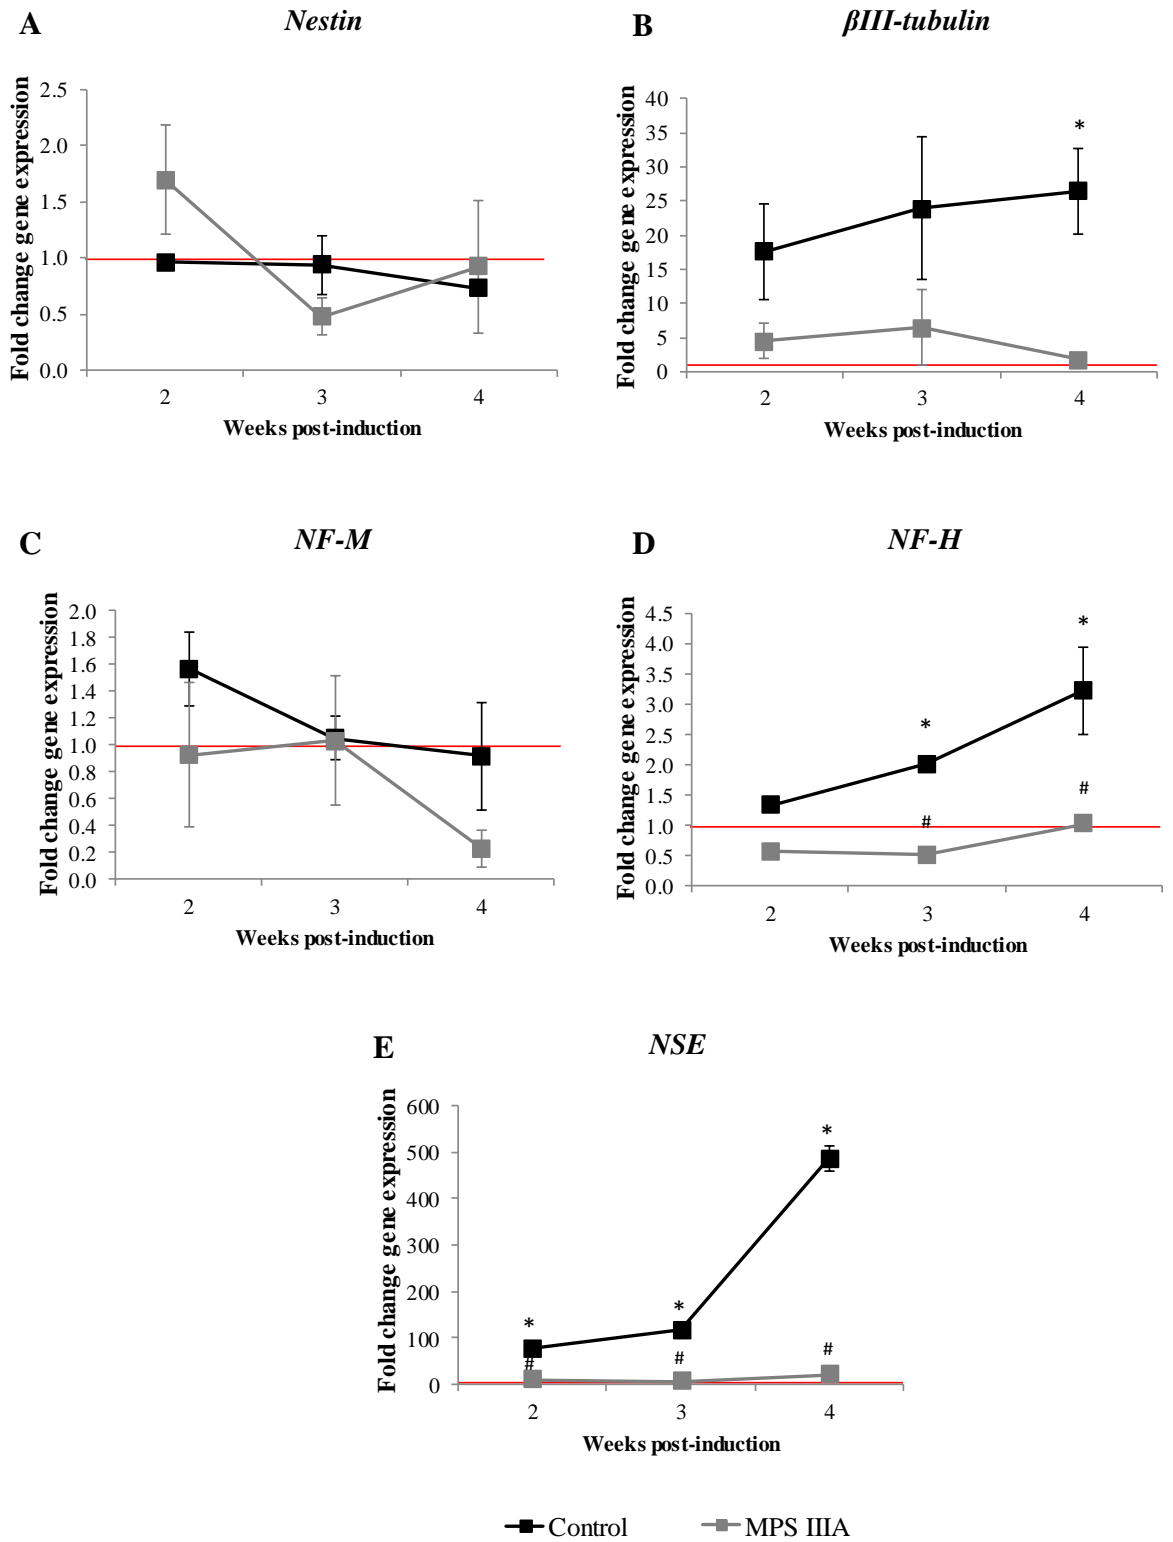 A
Nestin
Fold change gene expression
2.5
2.0
1.5
1.0
0.5
0.0
2 3 4
Weeks post-induction
B
βIII-tubulin
Fold change gene expression
40
35
30
25
20
15
10
5
0
*
2 3 4
Weeks post-induction
C
NF-M
Fold change gene expression
2.0
1.8
1.6
1.4
1.2
1.0
0.8
0.6
0.4
0.2
0.0
2 3 4
Weeks post-induction
D
NF-H
Fold change gene expression
4.5
4.0
3.5
3.0
2.5
2.0
1.5
1.0
0.5
0.0
*
*
#
#
2 3 4
Weeks post-induction
E
NSE
Fold change gene expression
600
500
400
300
200
100
0
*
*
*
#
#
#
2 3 4
Weeks post-induction
Control MPS IIIA